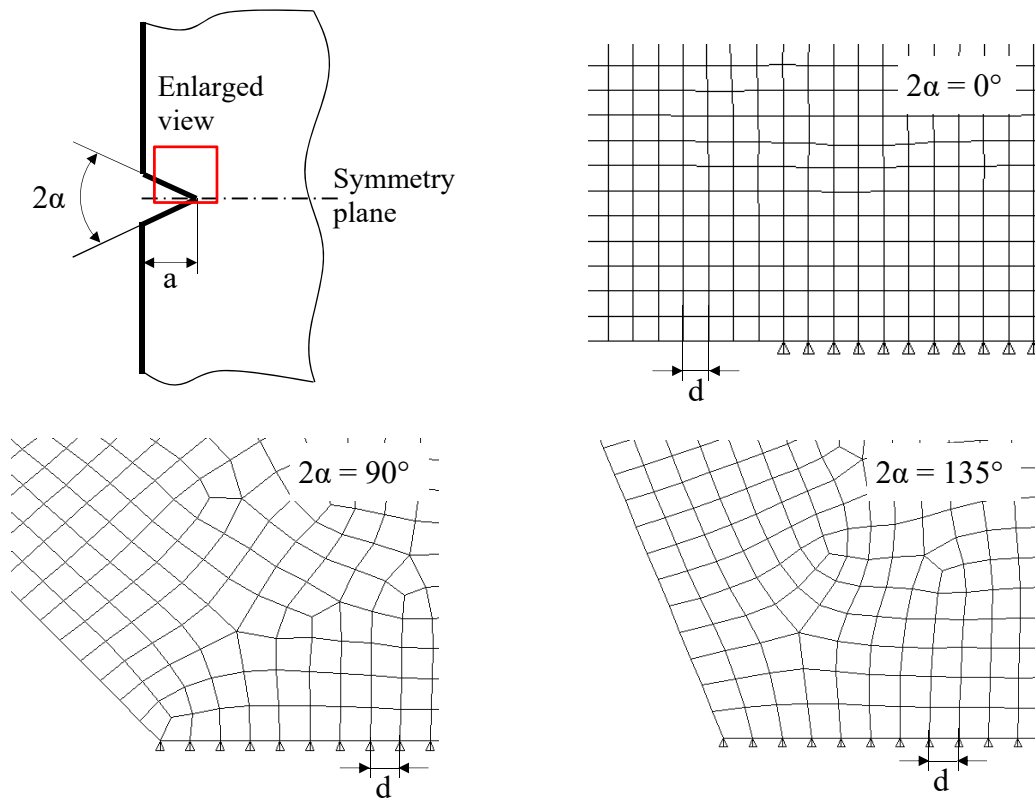 Enlarged
view
2α
Symmetry
plane
a
2α = 0°
d
2α = 90°
d
2α = 135°
d